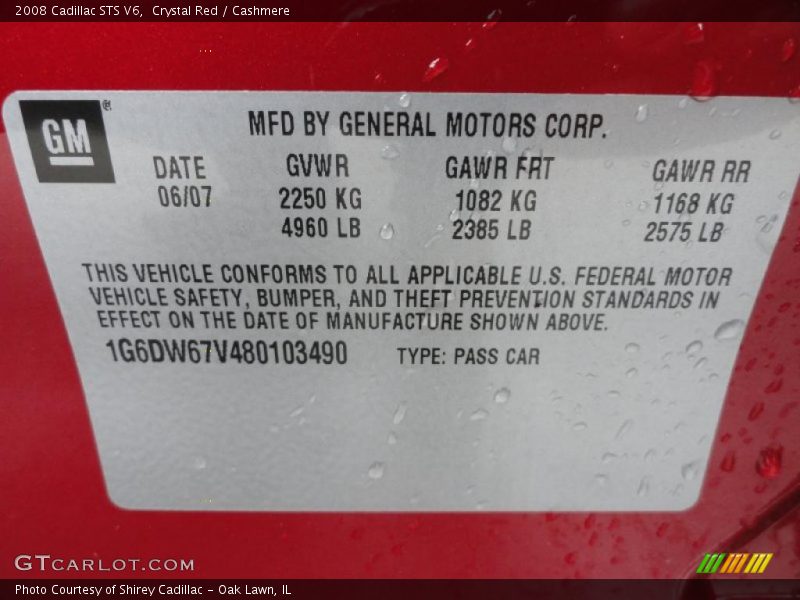 2008 Cadillac STS V6,  Crystal Red / Cashmere
GM®
MFD BY GENERAL MOTORS CORP.
DATE GVWR GAWR FRT GAWR RR
06/07 2250 KG 1082 KG 1168 KG
4960 LB 2385 LB 2575 LB
THIS VEHICLE CONFORMS TO ALL APPLICABLE U.S. FEDERAL MOTOR
VEHICLE SAFETY, BUMPER, AND THEFT PREVENTION STANDARDS IN
EFFECT ON THE DATE OF MANUFACTURE SHOWN ABOVE.
1G6DW67V480103490 TYPE: PASS CAR
GTCARLOT.COM
Photo Courtesy of Shirey Cadillac - Oak Lawn, IL